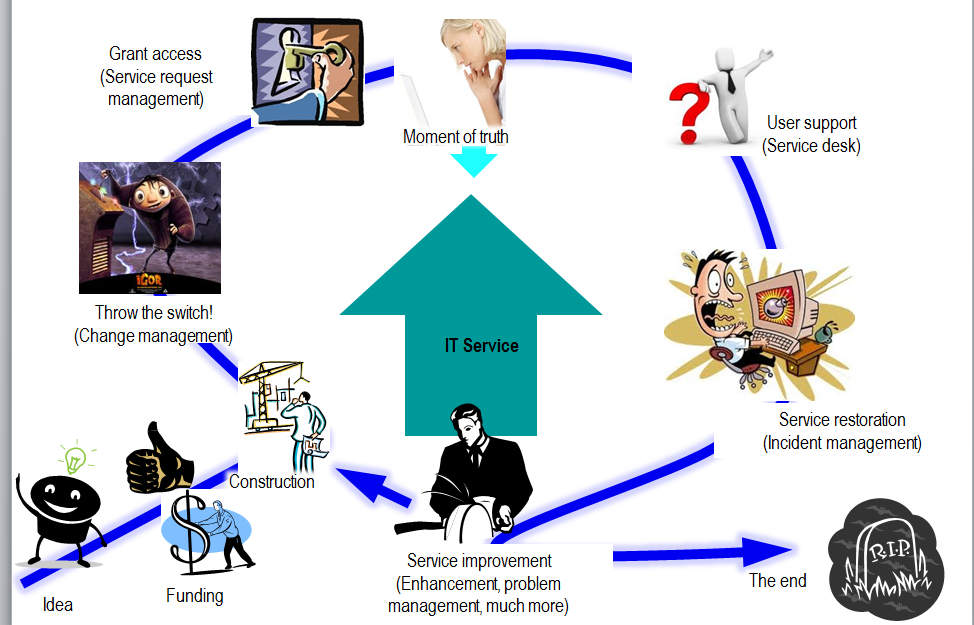 Grant access
(Service request
management)
Moment of truth
User support
(Service desk)
IGOR
Throw the switch!
(Change management)
IT Service
Service restoration
(Incident management)
Construction
Service improvement
(Enhancement, problem
management, much more)
R.I.P.
The end
Idea
$
Funding
?